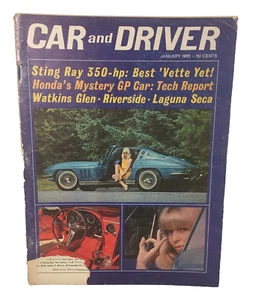 CAR and DRIVER
JANUARY 1965 • 50 CENTS
Sting Ray 350-hp: Best 'Vette Yet!
Honda's Mystery GP Car: Tech Report
Watkins Glen • Riverside • Laguna Seca